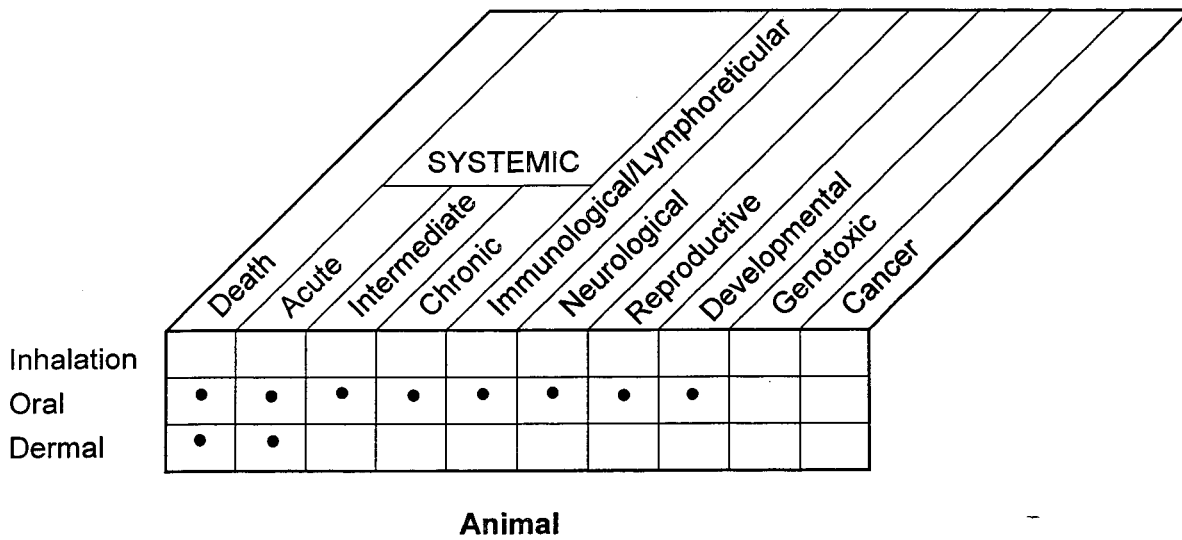 SYSTEMIC
Death
Acute
Intermediate
Chronic
Immunological/Lymphoreticular
Neurological
Reproductive
Developmental
Genotoxic
Cancer
Inhalation
Oral
Dermal
Animal